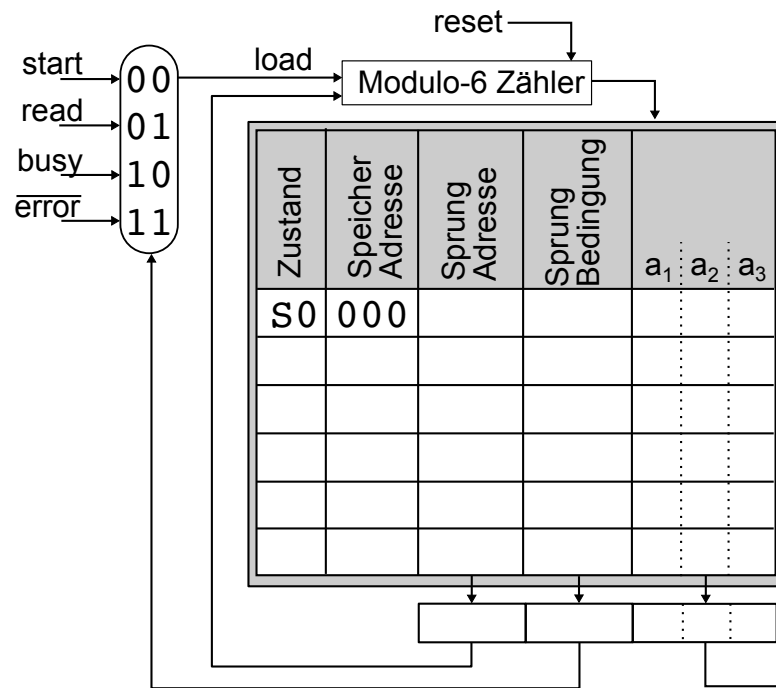 reset
start
00
load
Modulo-6 Zähler
read
01
busy
10
error
11
Zustand
Speicher
Adresse
Sprung
Adresse
Sprung
Bedingung
a₁ a₂ a₃
S0 000